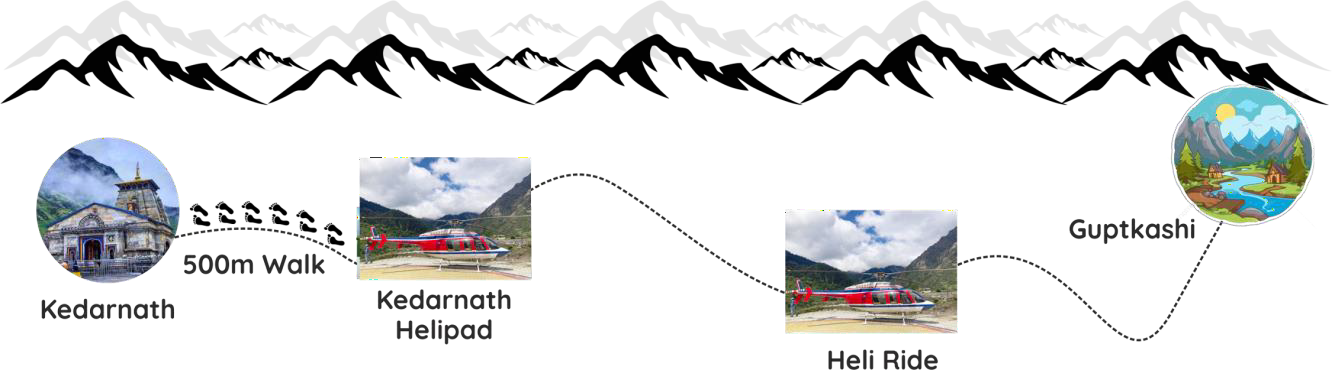 Kedarnath
500m Walk
Kedarnath
Helipad
Heli Ride
Guptkashi